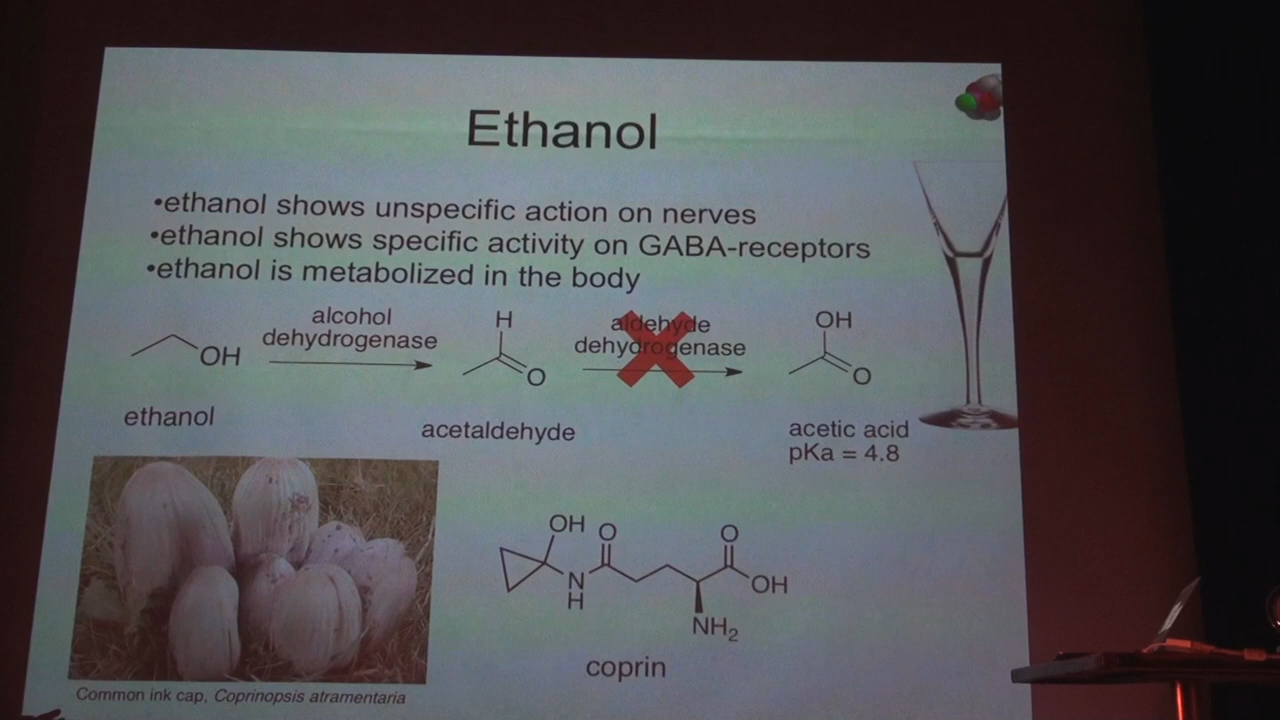 Ethanol
•ethanol shows unspecific action on nerves
•ethanol shows specific activity on GABA-receptors
•ethanol is metabolized in the body
alcohol
dehydrogenase
aldehyde
dehydrogenase
OH
H
O
OH
O
ethanol
acetaldehyde
acetic acid
pKa = 4.8
OH
O
O
N
H
OH
NH₂
coprin
Common ink cap, Coprinopsis atramentaria